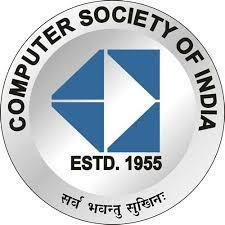 COMPUTER SOCIETY OF INDIA
ESTD. 1955
सर्व भवन्तु सुखिनः